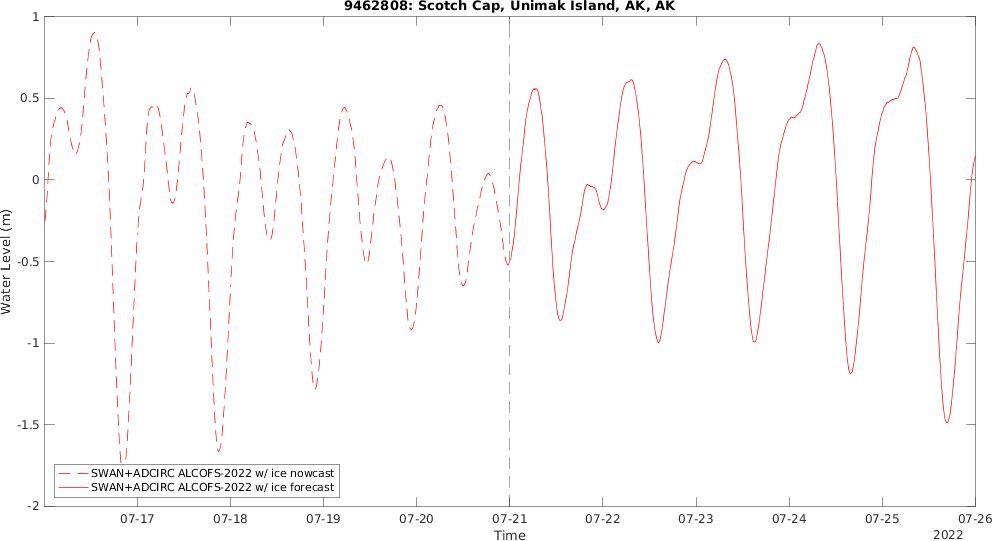 9462808: Scotch Cap, Unimak Island, AK, AK
1
0.5
0
-0.5
-1
-1.5
-2
Water Level (m)
SWAN+ADCIRC ALCOFS-2022 w/ ice nowcast
SWAN+ADCIRC ALCOFS-2022 w/ ice forecast
07-17 07-18 07-19 07-20 07-21 07-22 07-23 07-24 07-25 07-26
Time
2022